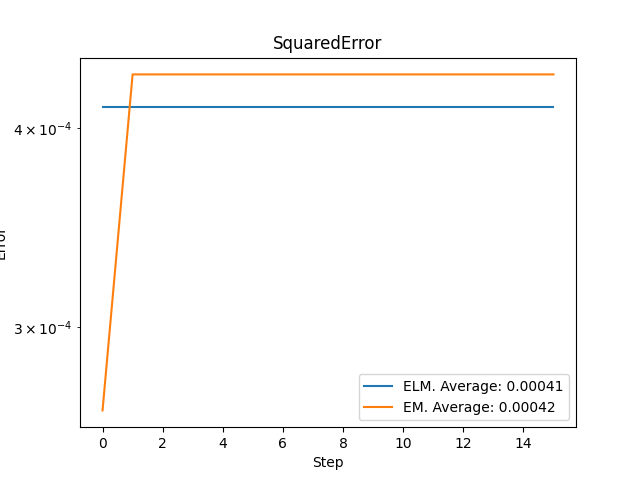 SquaredError
Error
4 × 10⁻⁴
3 × 10⁻⁴
ELM. Average: 0.00041
EM. Average: 0.00042
0 2 4 6 8 10 12 14
Step